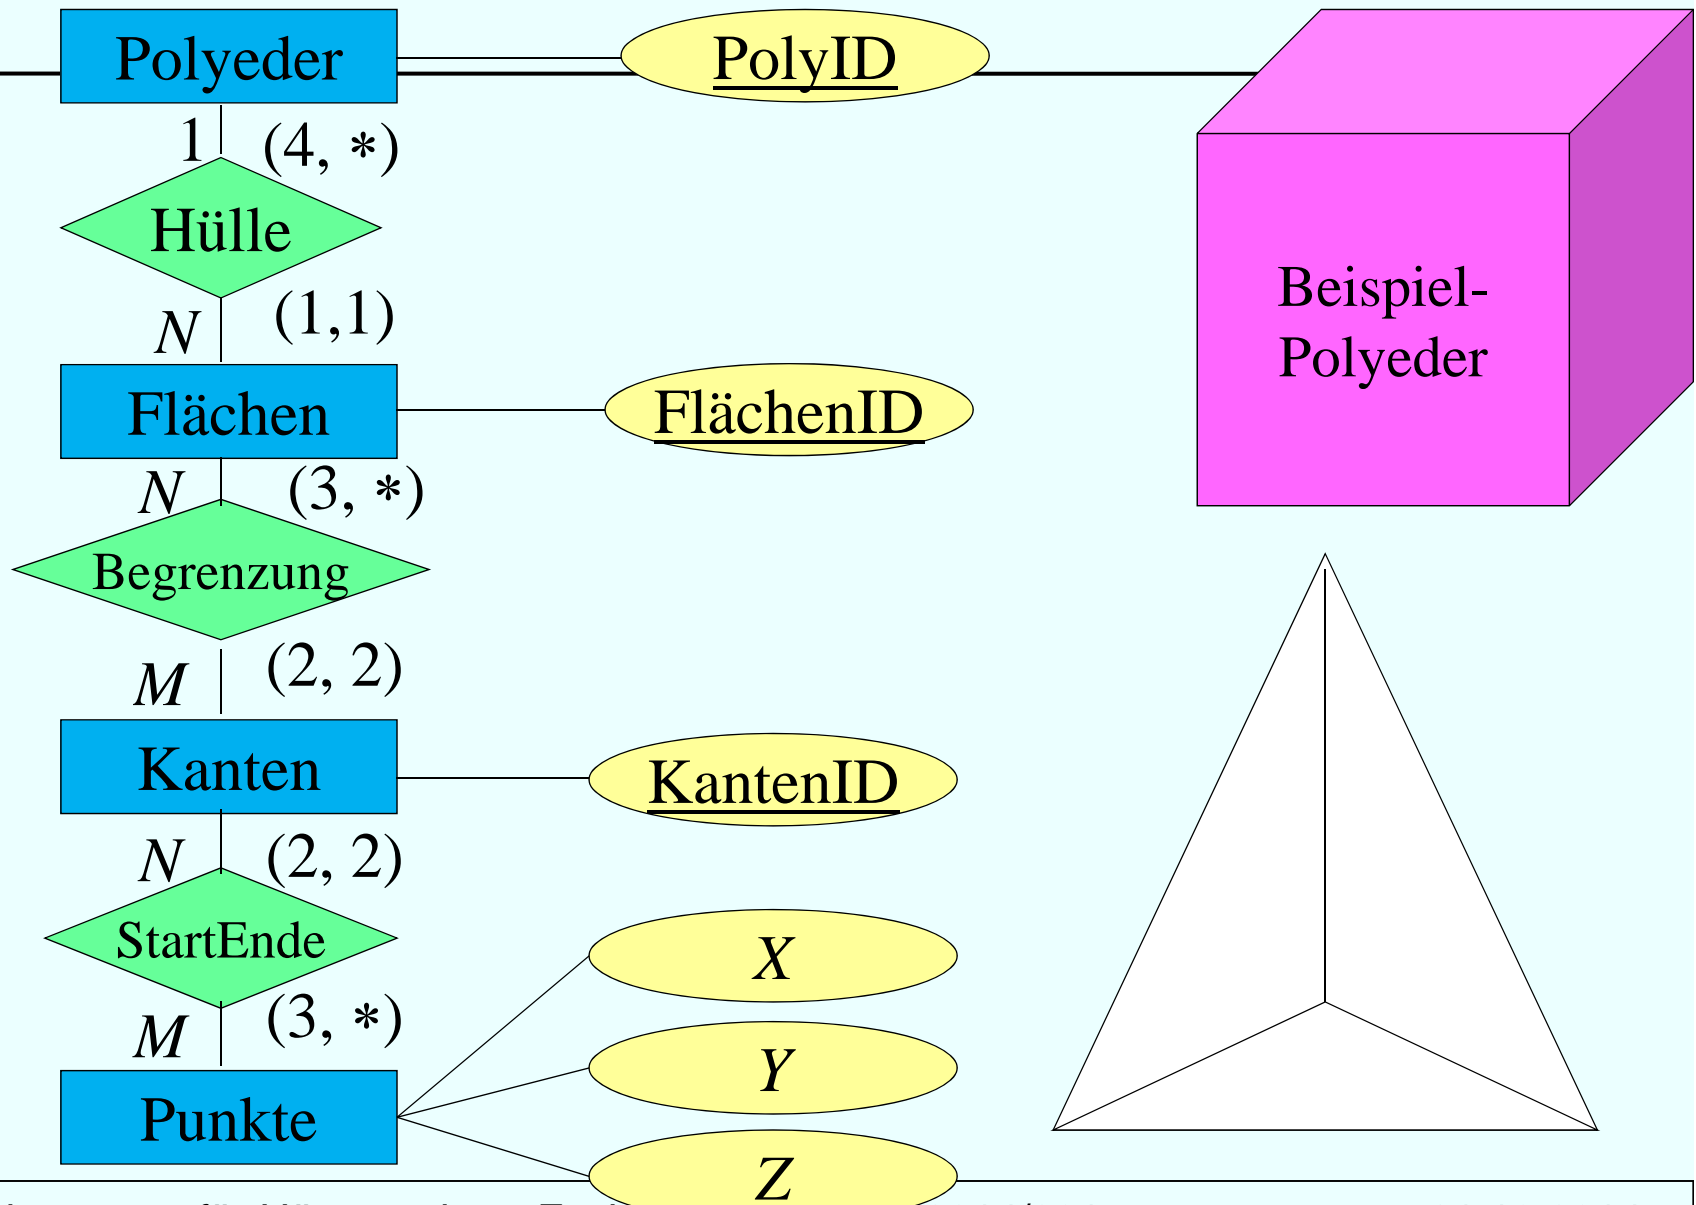 Polyeder
PolyID
1 (4, *)
Hülle
N (1,1)
Flächen
FlächenID
N (3, *)
Begrenzung
M (2, 2)
Kanten
KantenID
N (2, 2)
StartEnde
M (3, *)
Punkte
X
Y
Z
Beispiel-
Polyeder